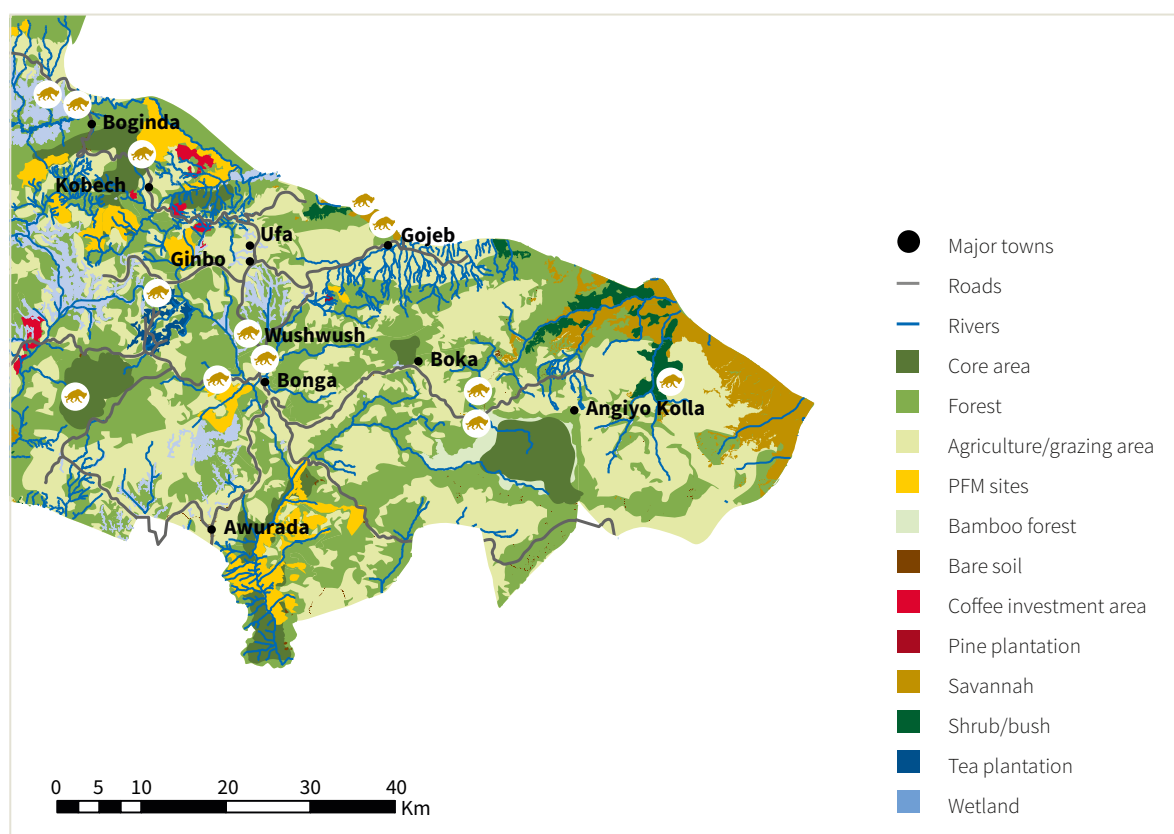 Boginda
Kobech
Ufa
Gojeb
Ginbo
Wushwush
Boka
Bonga
Angiyo Kolla
Awurada
0 5 10 20 30 40
Km
Major towns
Roads
Rivers
Core area
Forest
Agriculture/grazing area
PFM sites
Bamboo forest
Bare soil
Coffee investment area
Pine plantation
Savannah
Shrub/bush
Tea plantation
Wetland